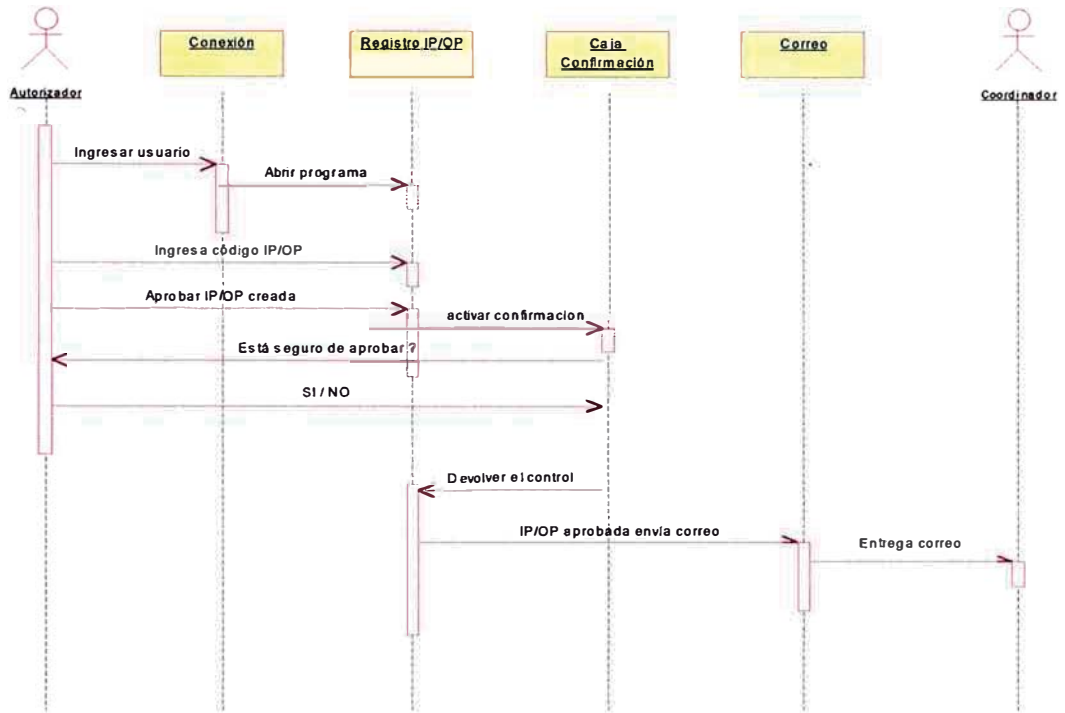 Conexión
Registro IP/OP
Caja
Confirmación
Correo
Autorizador
Coordinador
Ingresar usuario
Abrir programa
Ingresa código IP/OP
Aprobar IP/OP creada
activar confirmacion
Está seguro de aprobar ?
SI / NO
Devolver el control
IP/OP aprobada envía correo
Entrega correo